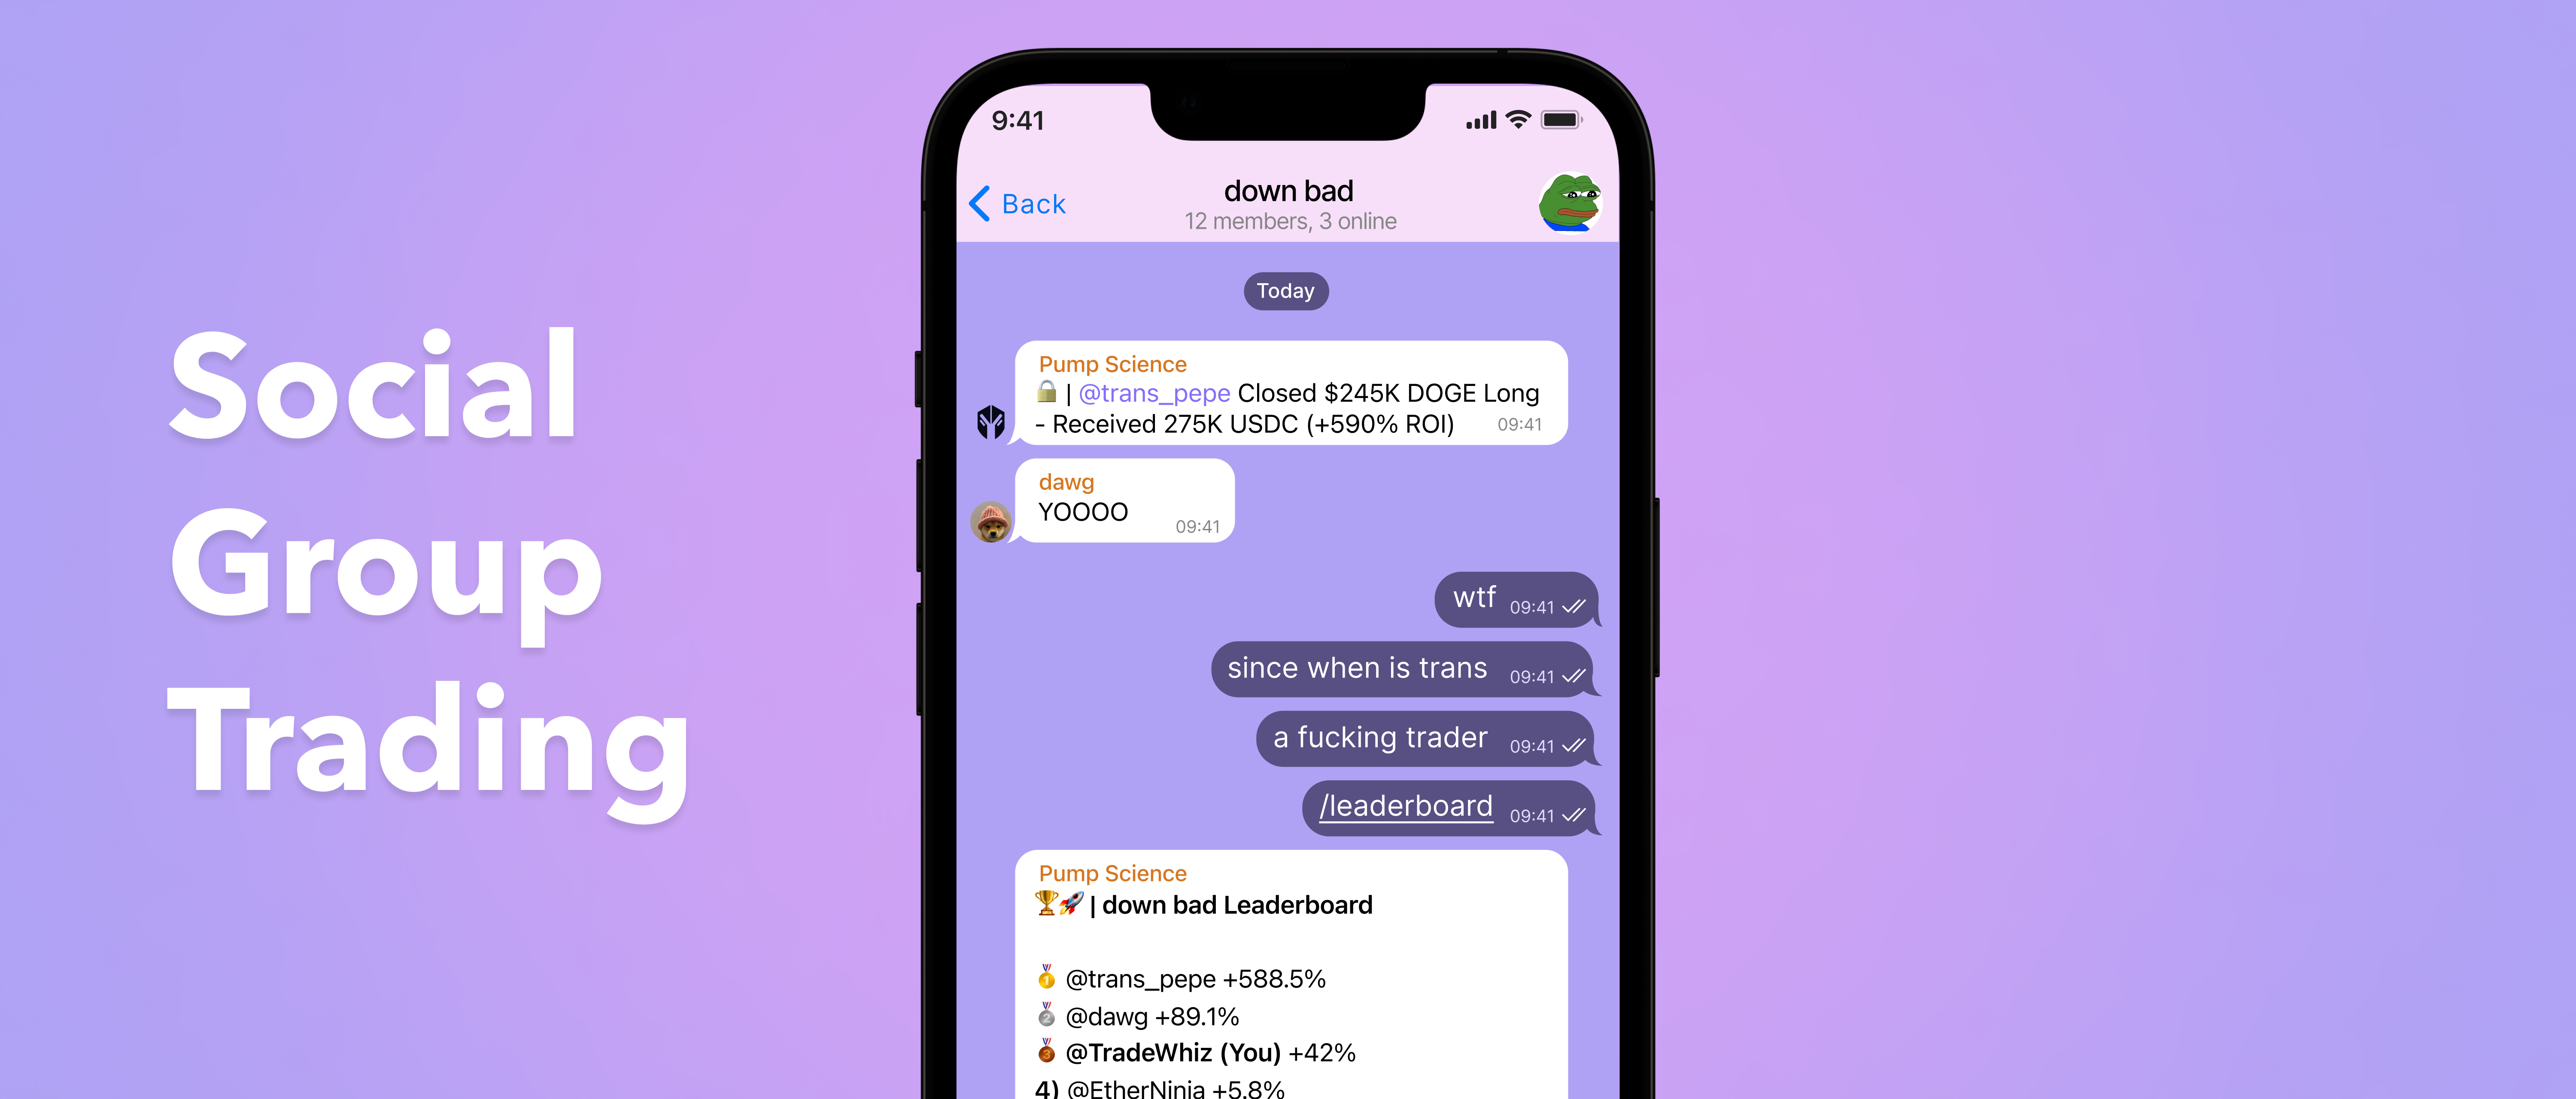 Social
Group
Trading
9:41
Back
down bad
12 members, 3 online
Today
Pump Science
🔒 | @trans_pepe Closed $245K DOGE Long
- Received 275K USDC (+590% ROI) 09:41
dawg
YOOOO 09:41
wtf 09:41
since when is trans 09:41
a fucking trader 09:41
/leaderboard 09:41
Pump Science
🏆🚀 | down bad Leaderboard
🥇 @trans_pepe +588.5%
🥈 @dawg +89.1%
🥉 @TradeWhiz (You) +42%
4) @EtherNinja +5.8%